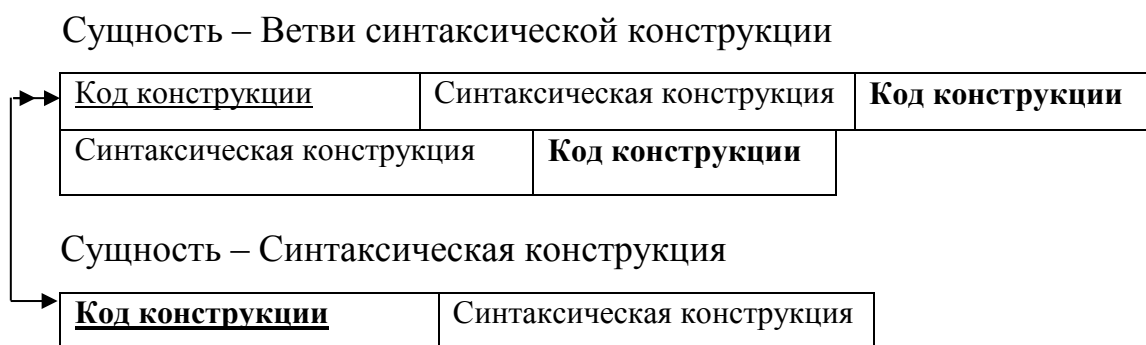 Сущность – Ветви синтаксической конструкции
Код конструкции Синтаксическая конструкция Код конструкции
Синтаксическая конструкция Код конструкции
Сущность – Синтаксическая конструкция
Код конструкции Синтаксическая конструкция